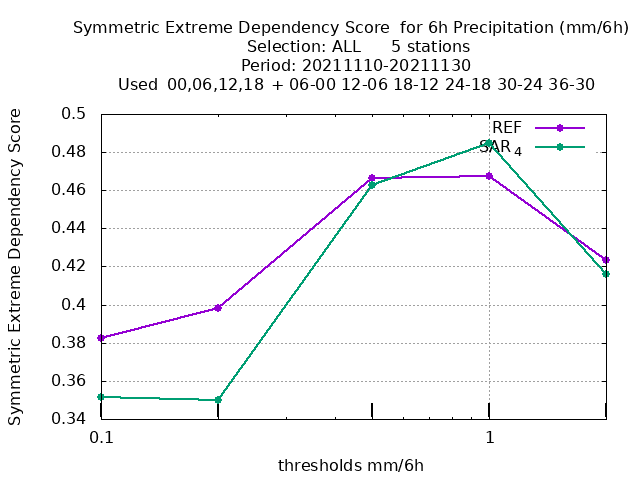 Symmetric Extreme Dependency Score  for 6h Precipitation (mm/6h)
Selection: ALL      5 stations
Period: 20211110-20211130
Used  00,06,12,18  + 06-00 12-06 18-12 24-18 30-24 36-30
Symmetric Extreme Dependency Score
0.5
0.48
0.46
0.44
0.42
0.4
0.38
0.36
0.34
REF
SAR4
0.1
1
thresholds mm/6h